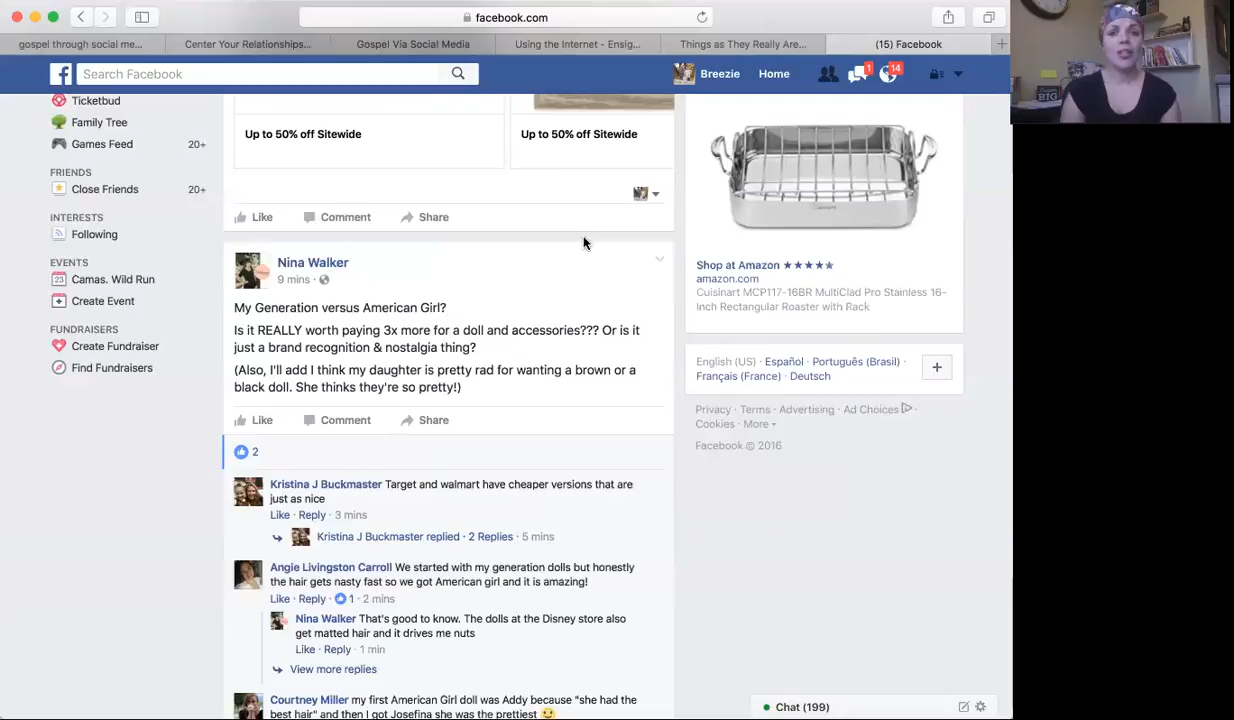 facebook.com
gospel through social me...
Center Your Relationships...
Gospel Via Social Media
Using the Internet - Ensig...
Things as They Really Are...
(15) Facebook
Search Facebook
Breezie
Home
1
14
Ticketbud
Family Tree
Games Feed 20+
FRIENDS
Close Friends 20+
INTERESTS
Following
EVENTS
23 Camas. Wild Run
Create Event
FUNDRAISERS
Create Fundraiser
Find Fundraisers
Up to 50% off Sitewide
Up to 50% off Sitewide
Like Comment Share
Nina Walker
9 mins ·
My Generation versus American Girl?
Is it REALLY worth paying 3x more for a doll and accessories??? Or is it
just a brand recognition & nostalgia thing?
(Also, I'll add I think my daughter is pretty rad for wanting a brown or a
black doll. She thinks they're so pretty!)
Like Comment Share
2
Kristina J Buckmaster Target and walmart have cheaper versions that are
just as nice
Like · Reply · 3 mins
Kristina J Buckmaster replied · 2 Replies · 5 mins
Angie Livingston Carroll We started with my generation dolls but honestly
the hair gets nasty fast so we got American girl and it is amazing!
Like · Reply · 1 · 2 mins
Nina Walker That's good to know. The dolls at the Disney store also
get matted hair and it drives me nuts
Like · Reply · 1 min
View more replies
Courtney Miller my first American Girl doll was Addy because "she had the
best hair" and then I got Josefina she was the prettiest
Shop at Amazon ★★★★★
amazon.com
Cuisinart MCP117-16BR MultiClad Pro Stainless 16-
Inch Rectangular Roaster with Rack
English (US) · Español · Português (Brasil) ·
Français (France) · Deutsch
Privacy · Terms · Advertising · Ad Choices ·
Cookies · More
Facebook © 2016
Chat (199)
BIG